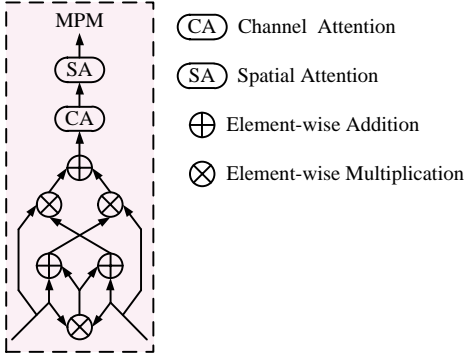 MPM
SA
CA
CA Channel Attention
SA Spatial Attention
Element-wise Addition
Element-wise Multiplication